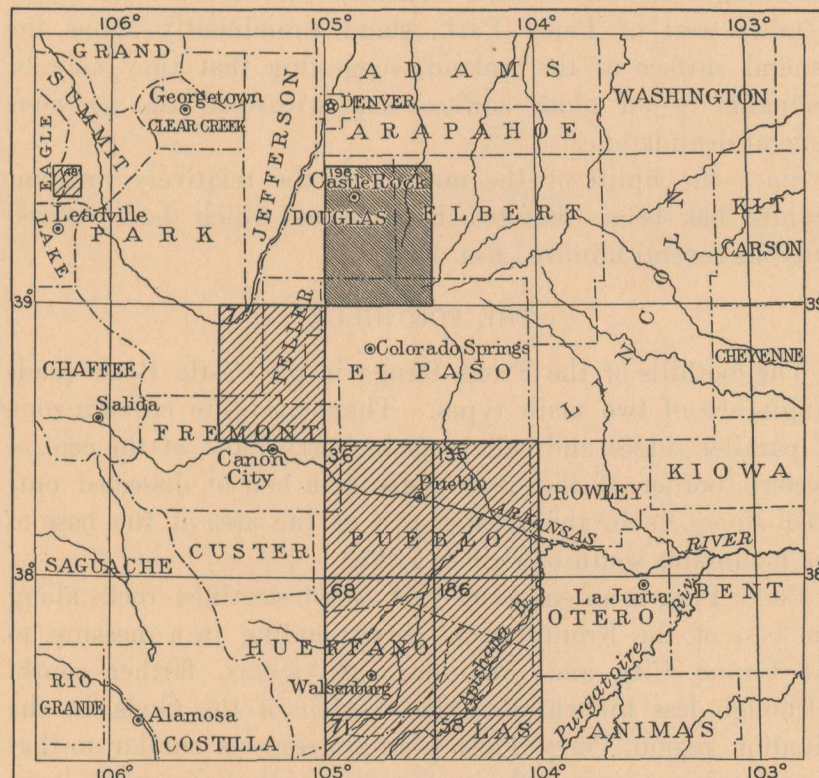 106° 105° 104° 103°
GRAND
SUMMIT
ADAMS
Georgetown
CLEAR CREEK
JEFFERSON
DENVER
WASHINGTON
ARAPAHOE
EAGLE
48
198
Castle Rock
Leadville
DOUGLAS
ELBERT
KIT
CARSON
PARK
LAKE
LINCOLN
39° 39°
7
TELLER
CHAFFEE
Colorado Springs
CHEYENNE
EL PASO
Salida
FREMONT
Canon
City
36
135
KIOWA
Pueblo
CROWLEY
ARKANSAS
RIVER
PUEBLO
CUSTER
38° 38°
SAGUACHE
68
186
La Junta
BENT
OTERO
HUERFANO
Apishapa R.
Purgatoire Riv
Walsenburg
RIO
GRANDE
Alamosa
71
58
LAS
ANIMAS
COSTILLA
106° 105° 104° 103°